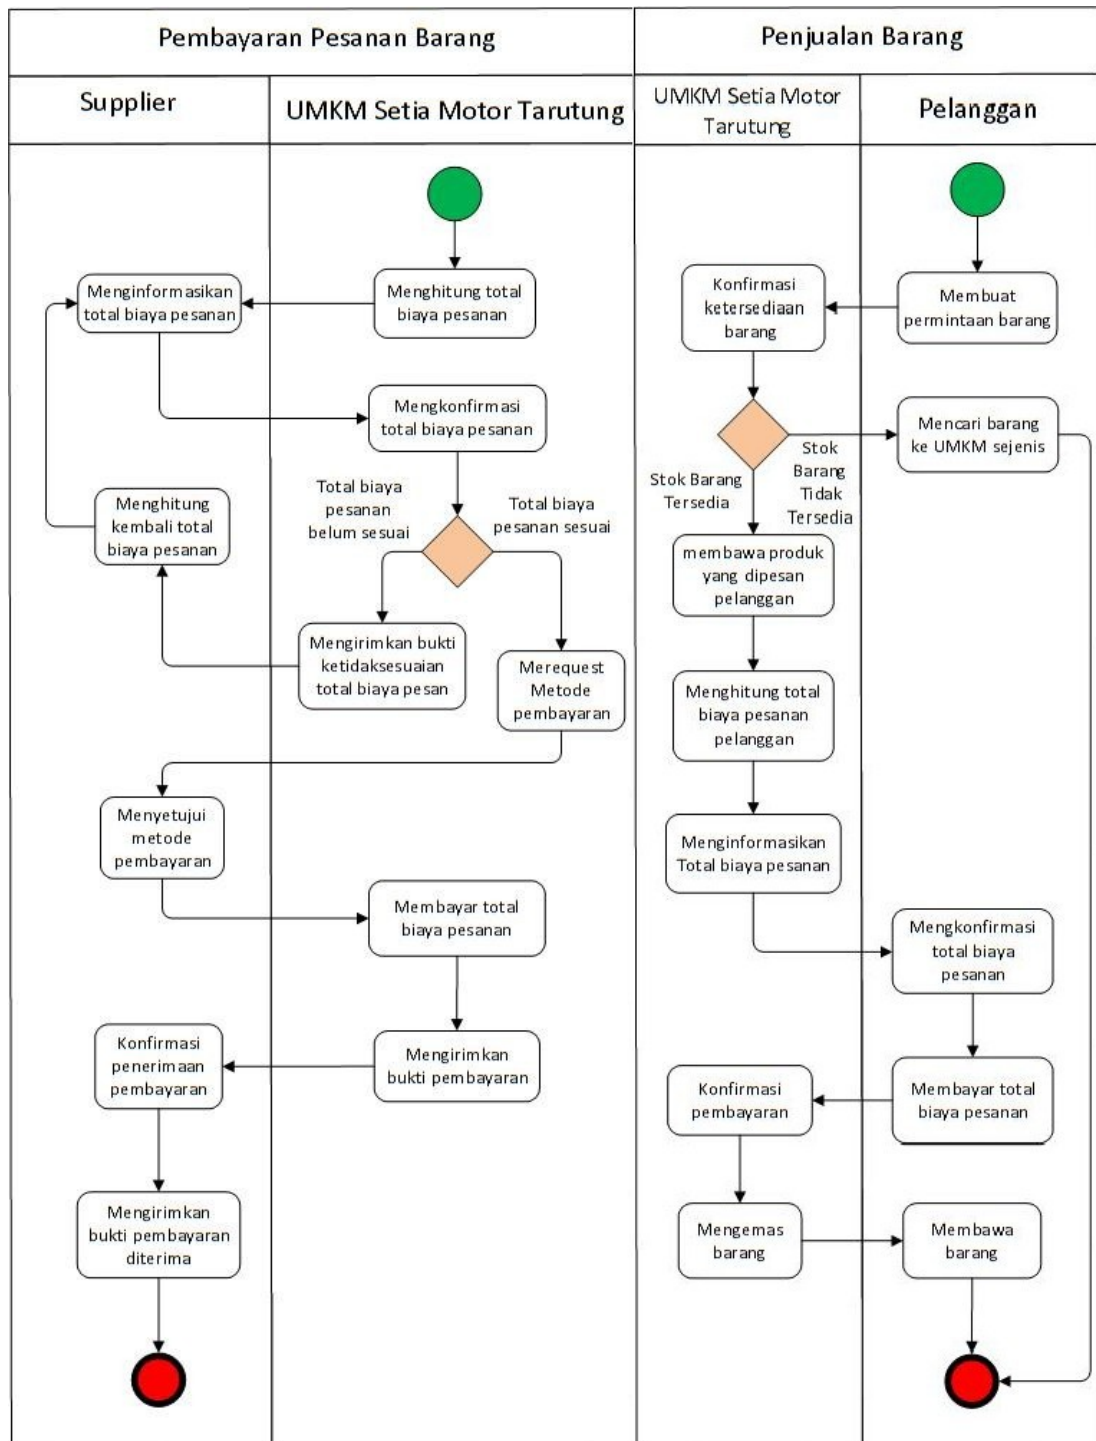 Pembayaran Pesanan Barang
Supplier
UMKM Setia Motor Tarutung
Menghitung total
biaya pesanan
Menginformasikan
total biaya pesanan
Mengkonfirmasi
total biaya pesanan
Total biaya
pesanan
belum sesuai
Total biaya
pesanan sesuai
Menghitung
kembali total
biaya pesanan
Mengirimkan bukti
ketidaksesuaian
total biaya pesan
Merequest
Metode
pembayaran
Menyetujui
metode
pembayaran
Membayar total
biaya pesanan
Mengirimkan
bukti pembayaran
Konfirmasi
penerimaan
pembayaran
Mengirimkan
bukti pembayaran
diterima
Penjualan Barang
UMKM Setia Motor
Tarutung
Pelanggan
Membuat
permintaan barang
Konfirmasi
ketersediaan
barang
Mencari barang
ke UMKM sejenis
Stok Barang
Tersedia
Stok
Barang
Tidak
Tersedia
membawa produk
yang dipesan
pelanggan
Menghitung total
biaya pesanan
pelanggan
Menginformasikan
Total biaya pesanan
Mengkonfirmasi
total biaya
pesanan
Membayar total
biaya pesanan
Konfirmasi
pembayaran
Mengemas
barang
Membawa
barang